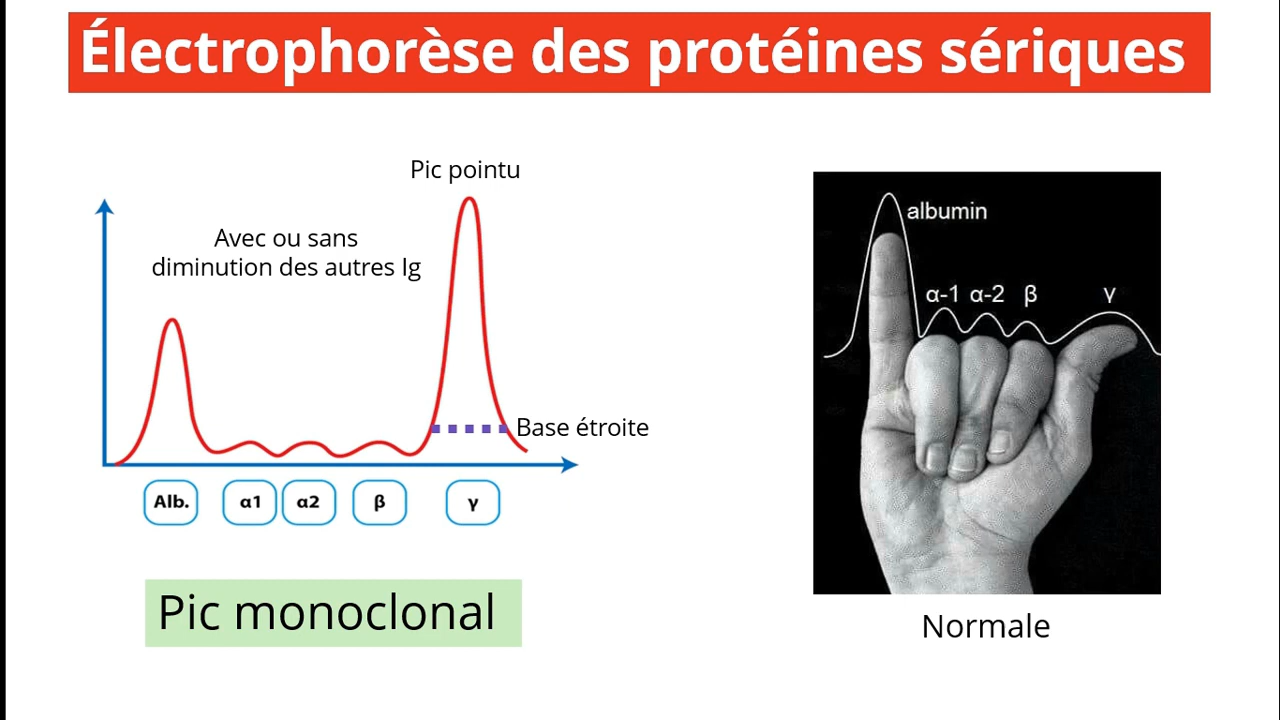 Électrophorèse des protéines sériques
Pic pointu
Avec ou sans
diminution des autres Ig
Base étroite
Alb.
α1
α2
β
γ
Pic monoclonal
albumin
α-1 α-2 β γ
Normale